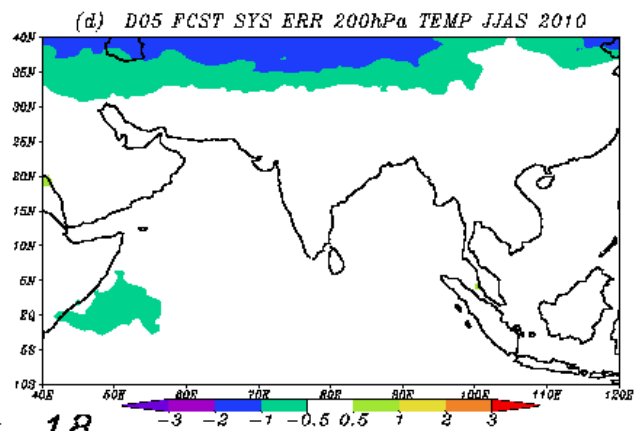 (d) D05 FCST SYS ERR 200hPa TEMP JJAS 2010
40N
35N
30N
25N
20N
15N
10N
5N
EQ
5S
10S
40E 50E 60E 70E 80E 90E 100E 110E 120E
-3 -2 -1 -0.5 0.5 1 2 3
18